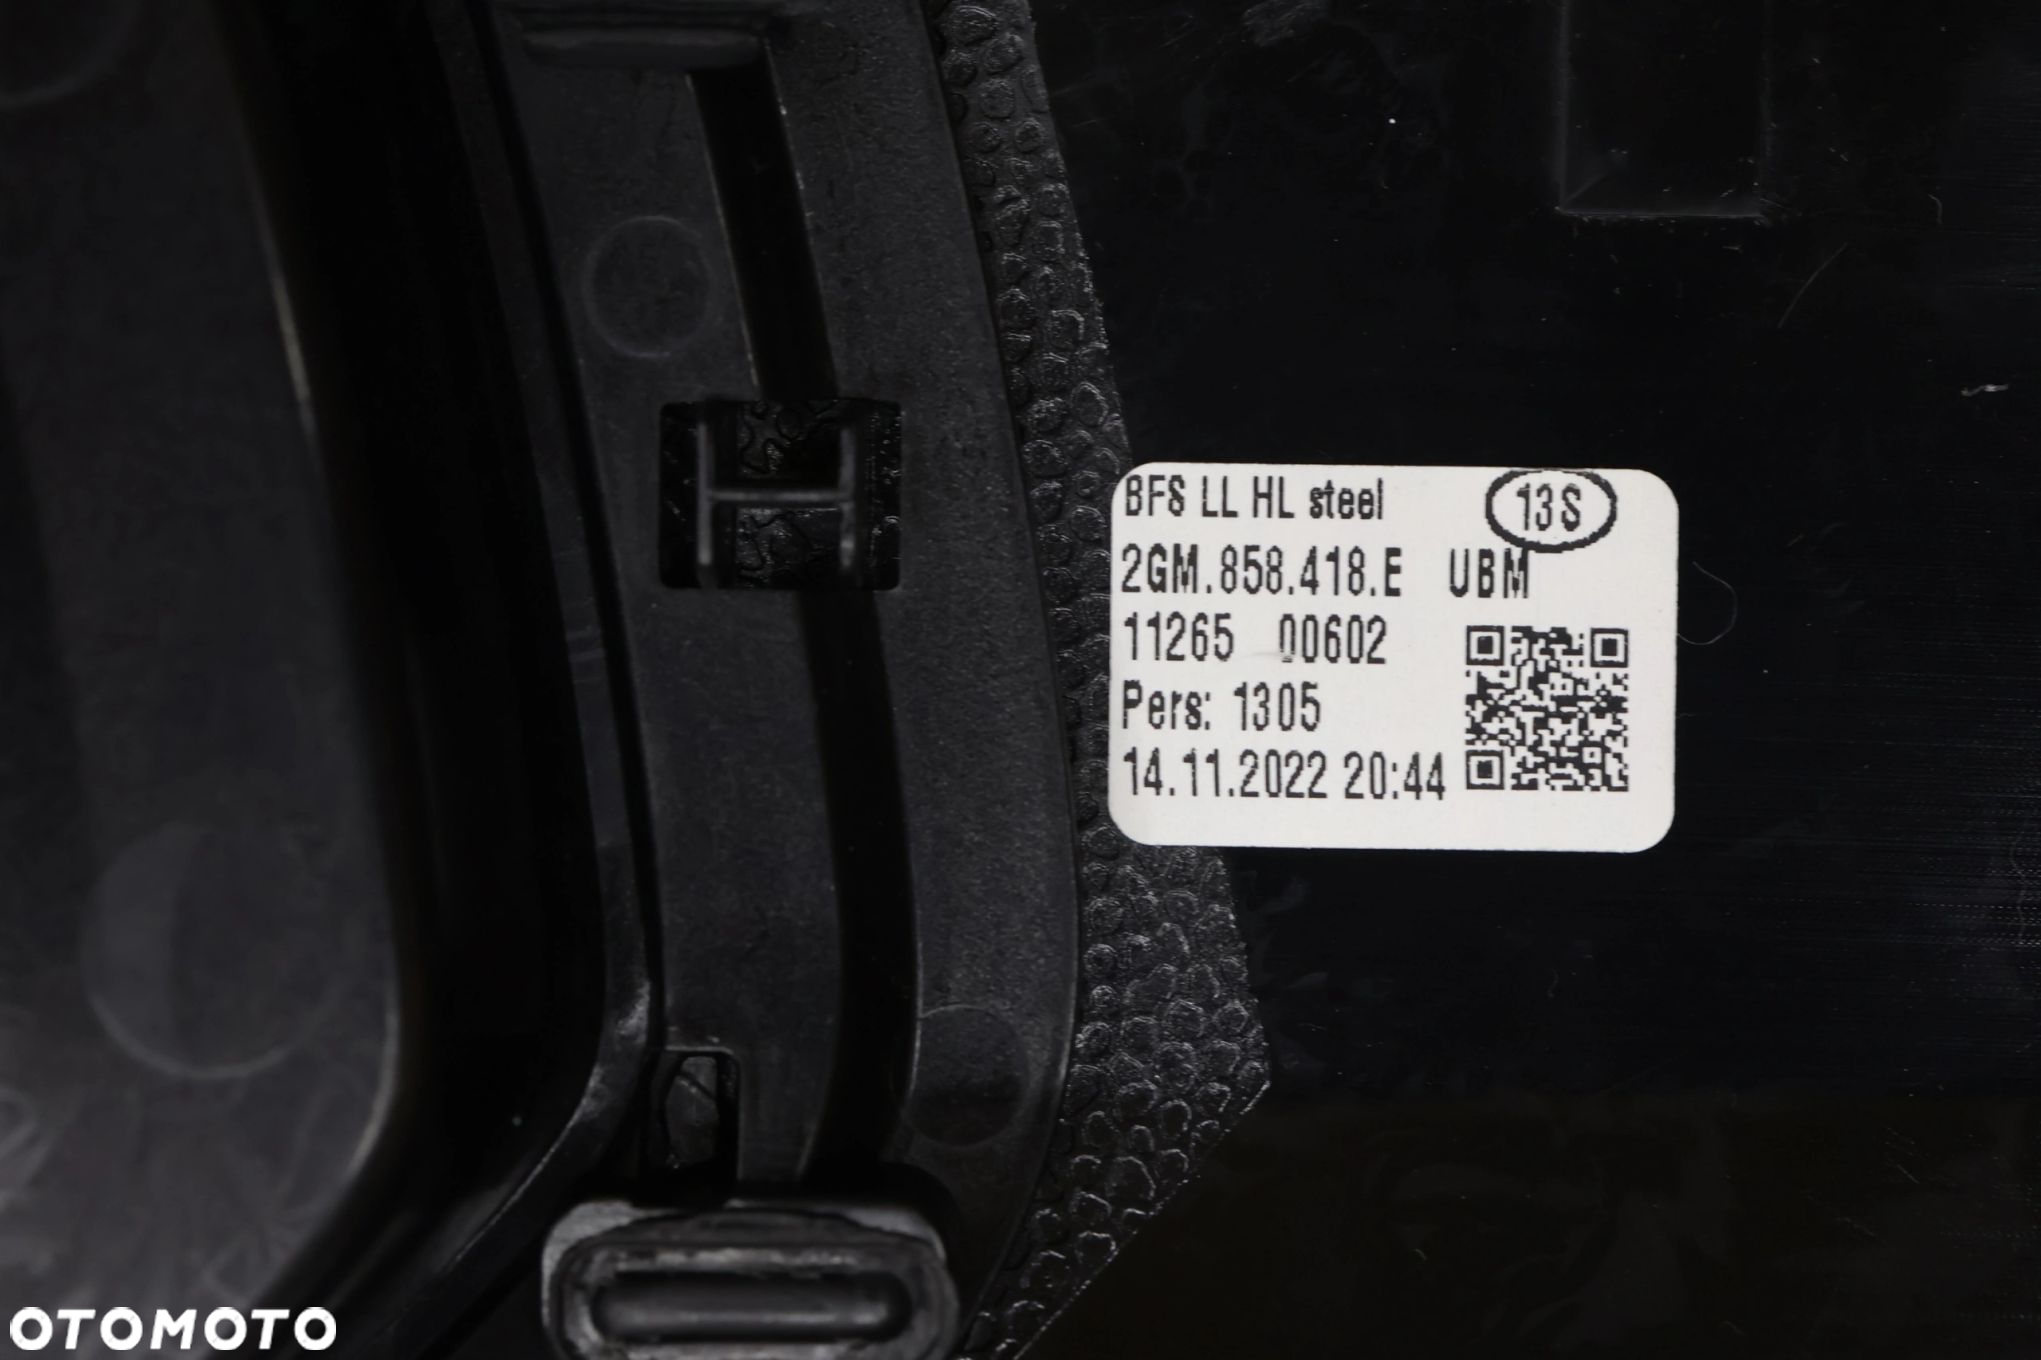 BFS LL HL steel 13S
2GM.858.418.E UBM
11265 00602
Pers: 1305
14.11.2022 20:44
OTOMOTO